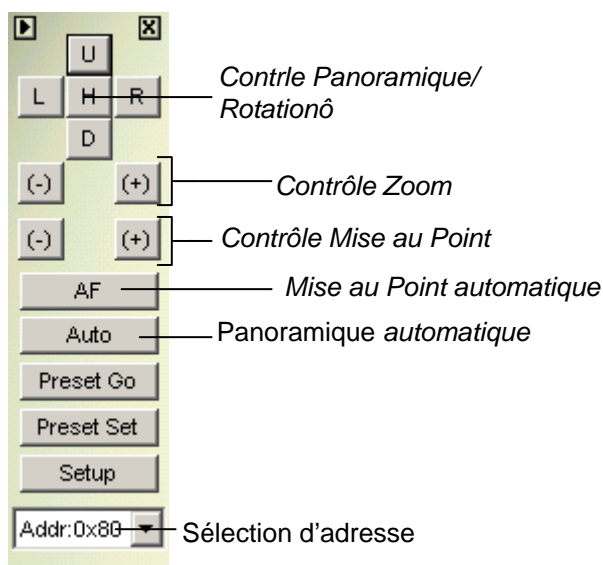 U
L H R
D
Contrle Panoramique/
Rotationô
(-) (+)
Contrôle Zoom
(-) (+)
Contrôle Mise au Point
AF
Mise au Point automatique
Auto
Panoramique automatique
Preset Go
Preset Set
Setup
Addr:0x80
Sélection d'adresse